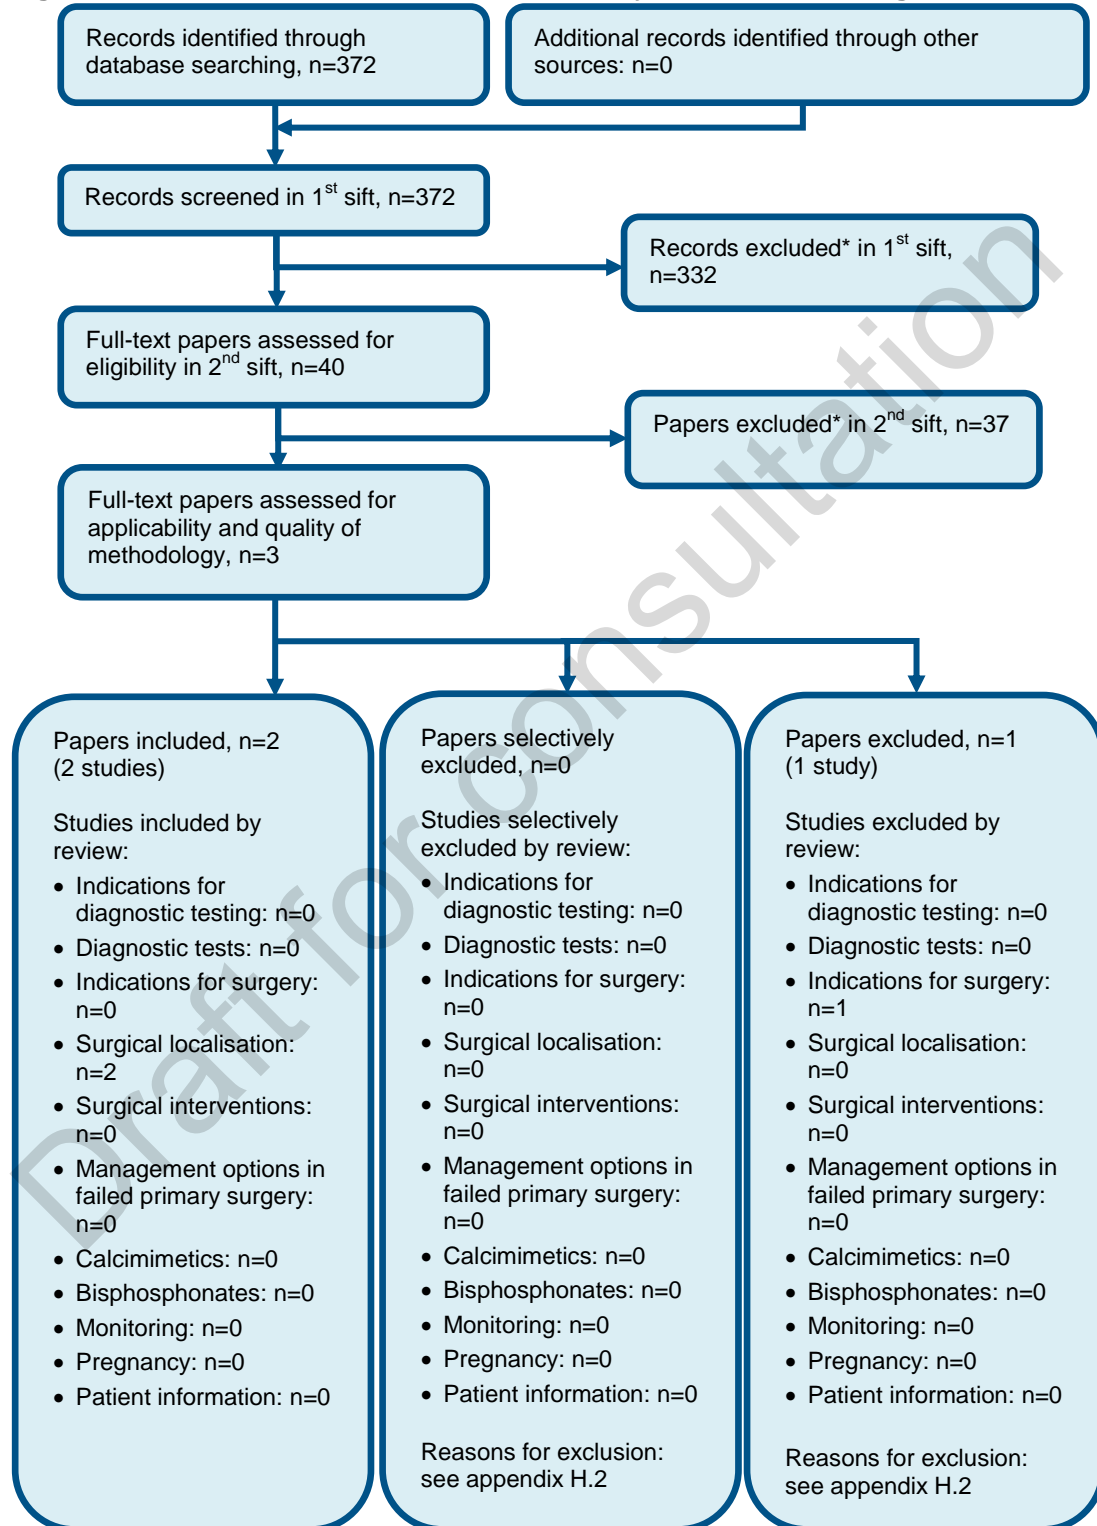 Records identified through
database searching, n=372
Additional records identified through other
sources: n=0
Records screened in 1st sift, n=372
Records excluded* in 1st sift,
n=332
Full-text papers assessed for
eligibility in 2nd sift, n=40
Papers excluded* in 2nd sift, n=37
Full-text papers assessed for
applicability and quality of
methodology, n=3
Papers included, n=2
(2 studies)
Studies included by
review:
• Indications for
diagnostic testing: n=0
• Diagnostic tests: n=0
• Indications for surgery:
n=0
• Surgical localisation:
n=2
• Surgical interventions:
n=0
• Management options in
failed primary surgery:
n=0
• Calcimimetics: n=0
• Bisphosphonates: n=0
• Monitoring: n=0
• Pregnancy: n=0
• Patient information: n=0
Papers selectively
excluded, n=0
Studies selectively
excluded by review:
• Indications for
diagnostic testing: n=0
• Diagnostic tests: n=0
• Indications for surgery:
n=0
• Surgical localisation:
n=0
• Surgical interventions:
n=0
• Management options in
failed primary surgery:
n=0
• Calcimimetics: n=0
• Bisphosphonates: n=0
• Monitoring: n=0
• Pregnancy: n=0
• Patient information: n=0
Reasons for exclusion:
see appendix H.2
Papers excluded, n=1
(1 study)
Studies excluded by
review:
• Indications for
diagnostic testing: n=0
• Diagnostic tests: n=0
• Indications for surgery:
n=1
• Surgical localisation:
n=0
• Surgical interventions:
n=0
• Management options in
failed primary surgery:
n=0
• Calcimimetics: n=0
• Bisphosphonates: n=0
• Monitoring: n=0
• Pregnancy: n=0
• Patient information: n=0
Reasons for exclusion:
see appendix H.2
Draft for consultation